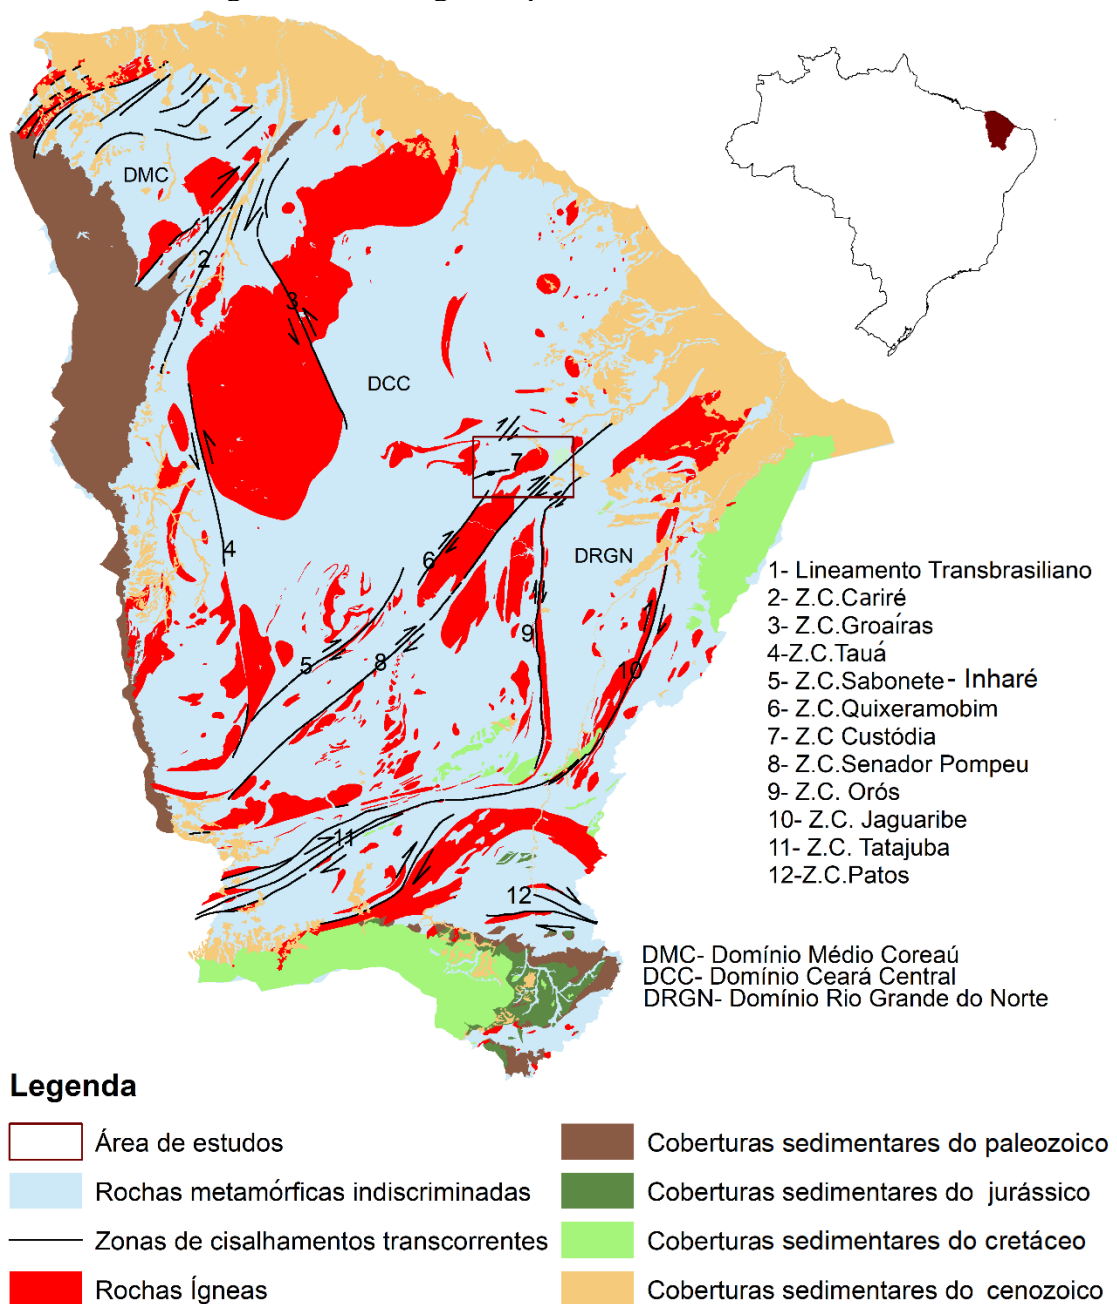 DMC
1
2
3
DCC
7
4
6
DRGN
5
8
9
10
11
12
1- Lineamento Transbrasiliano
2- Z.C.Cariré
3- Z.C.Groaíras
4-Z.C.Tauá
5- Z.C.Sabonete- Inharé
6- Z.C.Quixeramobim
7- Z.C Custódia
8- Z.C.Senador Pompeu
9- Z.C. Orós
10- Z.C. Jaguaribe
11- Z.C. Tatajuba
12-Z.C.Patos
DMC- Domínio Médio Coreaú
DCC- Domínio Ceará Central
DRGN- Domínio Rio Grande do Norte
Legenda
Área de estudos
Rochas metamórficas indiscriminadas
Zonas de cisalhamentos transcorrentes
Rochas Ígneas
Coberturas sedimentares do paleozoico
Coberturas sedimentares do jurássico
Coberturas sedimentares do cretáceo
Coberturas sedimentares do cenozoico